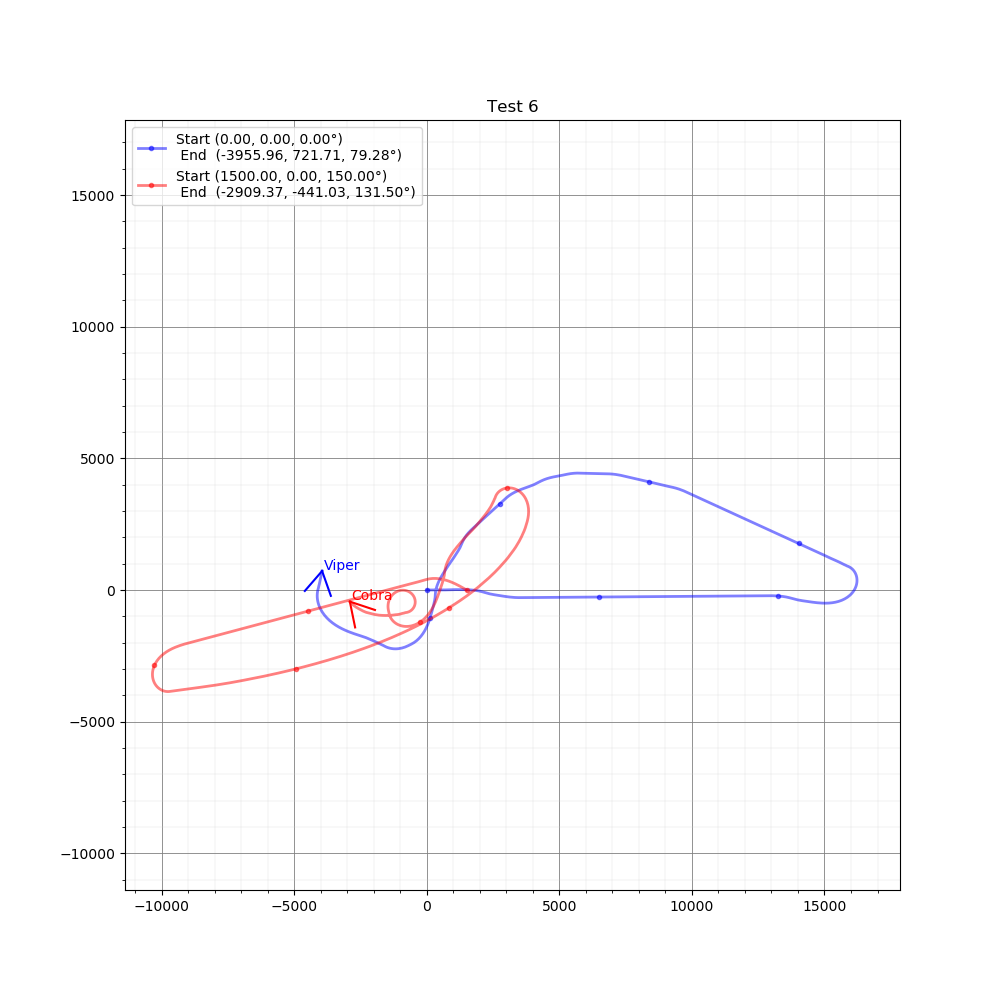 Test 6
Start (0.00, 0.00, 0.00°)
End  (-3955.96, 721.71, 79.28°)
Start (1500.00, 0.00, 150.00°)
End  (-2909.37, -441.03, 131.50°)
15000
10000
5000
Viper
Cobra
0
−5000
−10000
−10000 −5000 0 5000 10000 15000